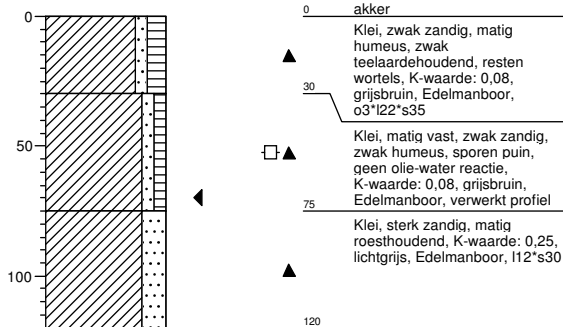 0
50
100
0
akker
Klei, zwak zandig, matig
humeus, zwak
teelaardehoudend, resten
wortels, K-waarde: 0,08,
grijsbruin, Edelmanboor,
o3*l22*s35
30
Klei, matig vast, zwak zandig,
zwak humeus, sporen puin,
geen olie-water reactie,
K-waarde: 0,08, grijsbruin,
Edelmanboor, verwerkt profiel
75
Klei, sterk zandig, matig
roesthoudend, K-waarde: 0,25,
lichtgrijs, Edelmanboor, l12*s30
120